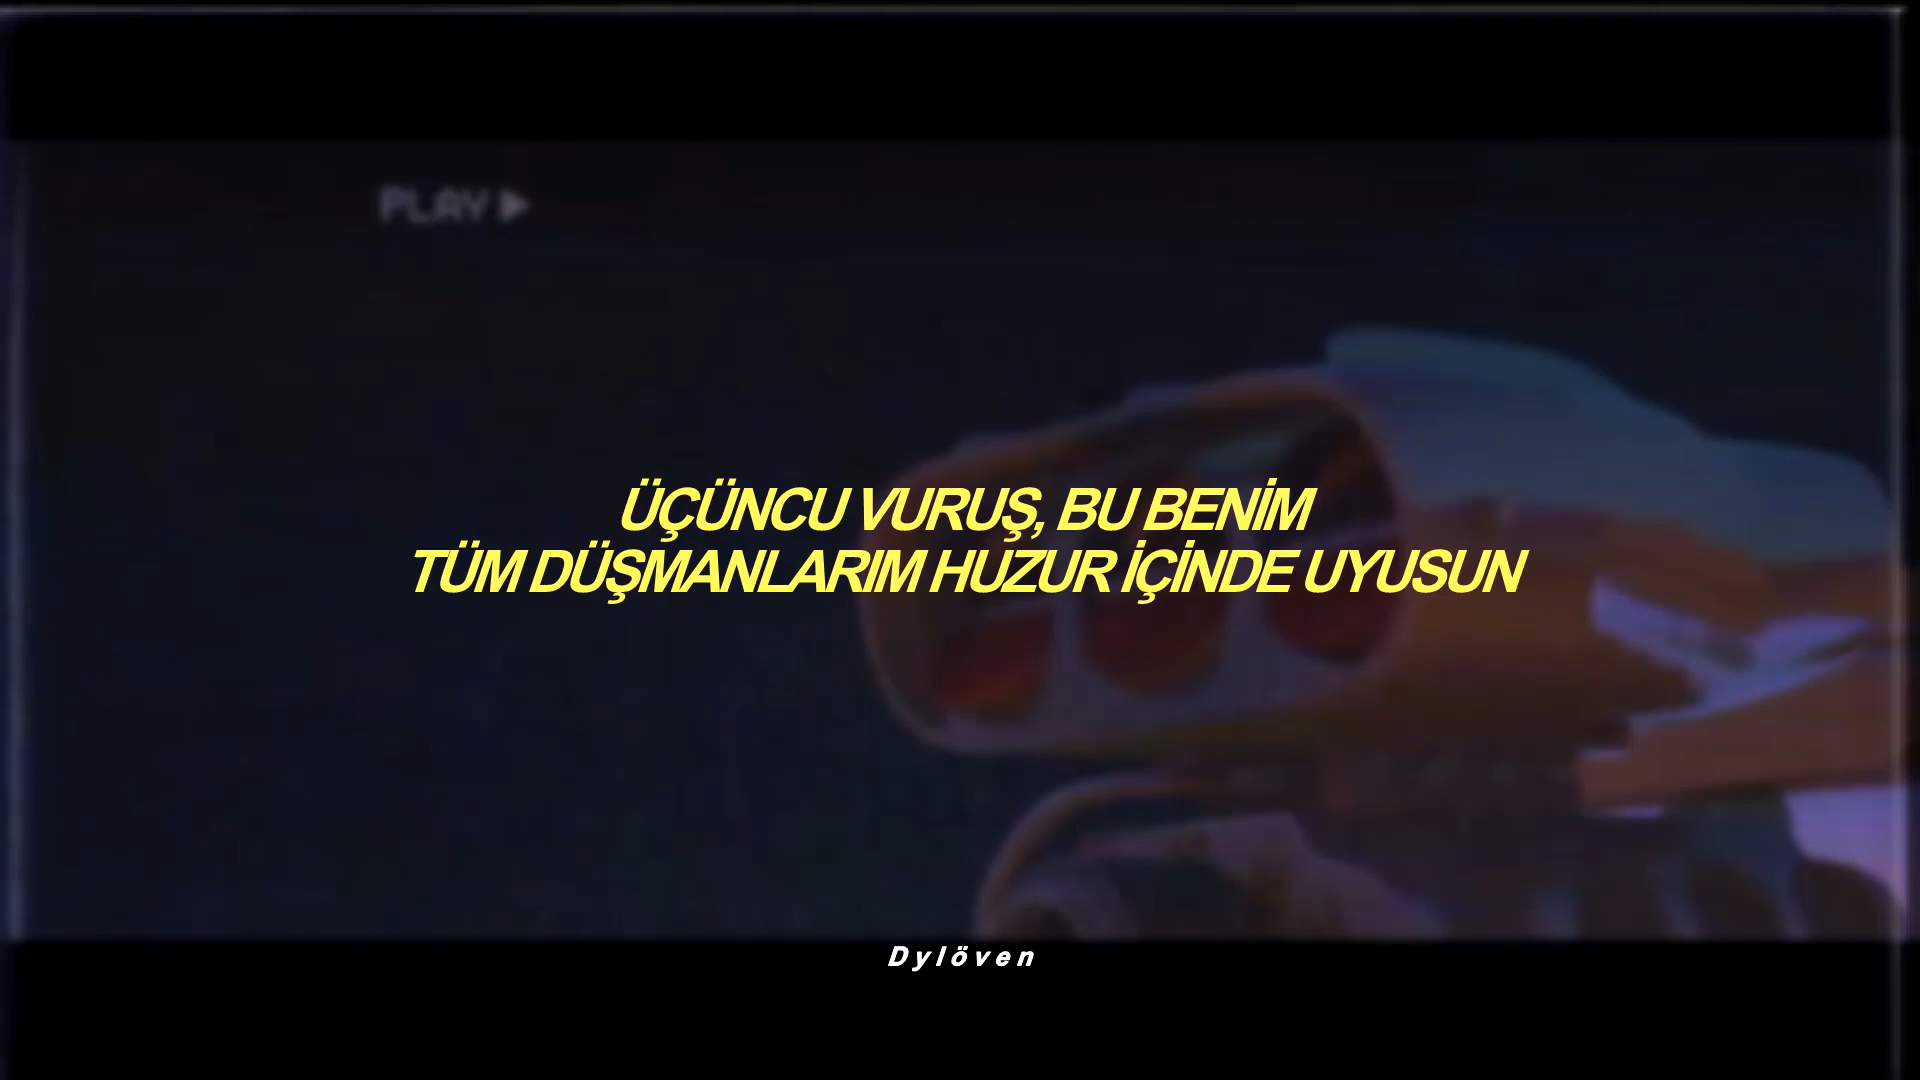 PLAY
ÜÇÜNCU VURUŞ, BU BENİM
TÜM DÜŞMANLARIM HUZUR İÇİNDE UYUSUN
Dylöven